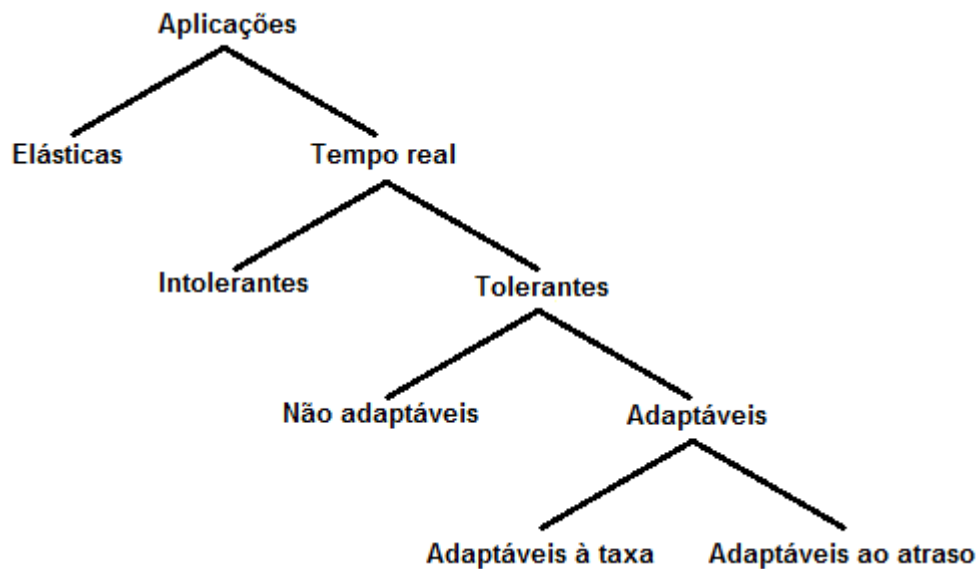 Aplicações
Elásticas
Tempo real
Intolerantes
Tolerantes
Não adaptáveis
Adaptáveis
Adaptáveis à taxa
Adaptáveis ao atraso